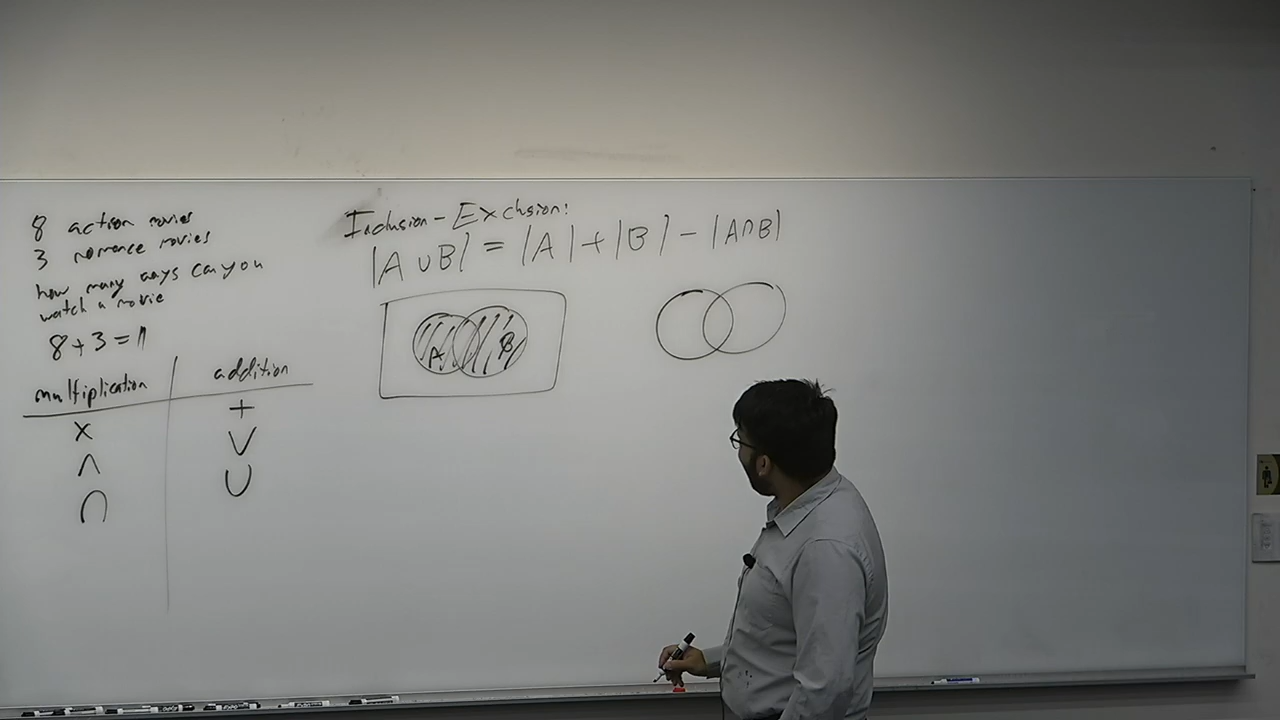 8 action movies
3 romance movies
how many ways can you
watch a movie
8 + 3 = 11
multiplication addition
× +
∧ ∨
∩ ∪
Inclusion - Exclusion:
|A ∪ B| = |A| + |B| - |A∩B|
A B